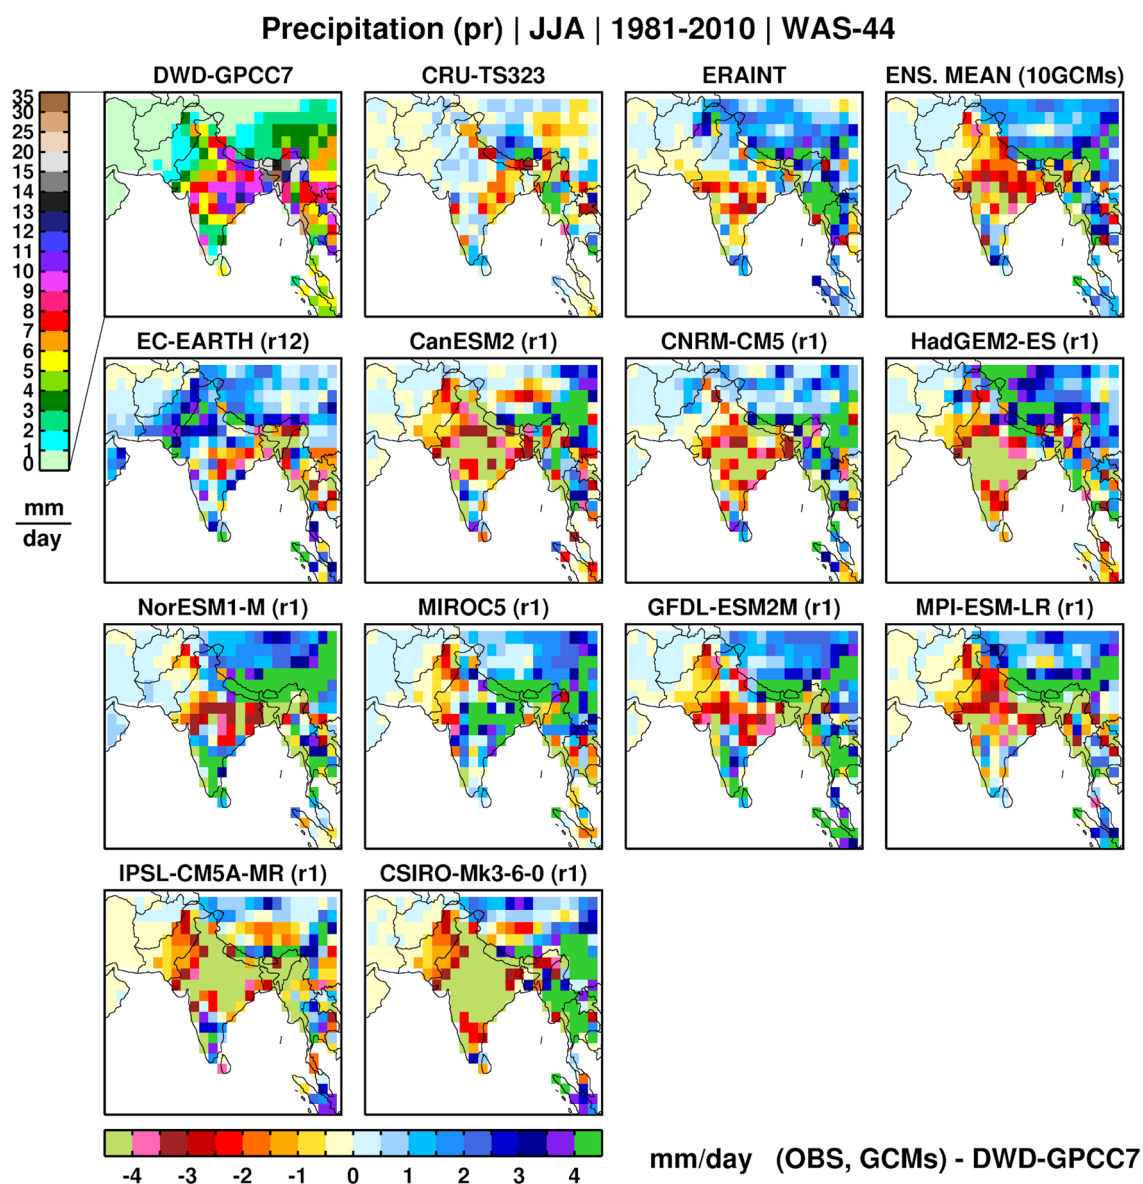 Precipitation (pr) | JJA | 1981-2010 | WAS-44
DWD-GPCC7
CRU-TS323
ERAINT
ENS. MEAN (10GCMs)
35
30
25
20
15
14
13
12
11
10
9
8
7
6
5
4
3
2
1
0
mm
day
EC-EARTH (r12)
CanESM2 (r1)
CNRM-CM5 (r1)
HadGEM2-ES (r1)
NorESM1-M (r1)
MIROC5 (r1)
GFDL-ESM2M (r1)
MPI-ESM-LR (r1)
IPSL-CM5A-MR (r1)
CSIRO-Mk3-6-0 (r1)
-4 -3 -2 -1 0 1 2 3 4
mm/day (OBS, GCMs) - DWD-GPCC7